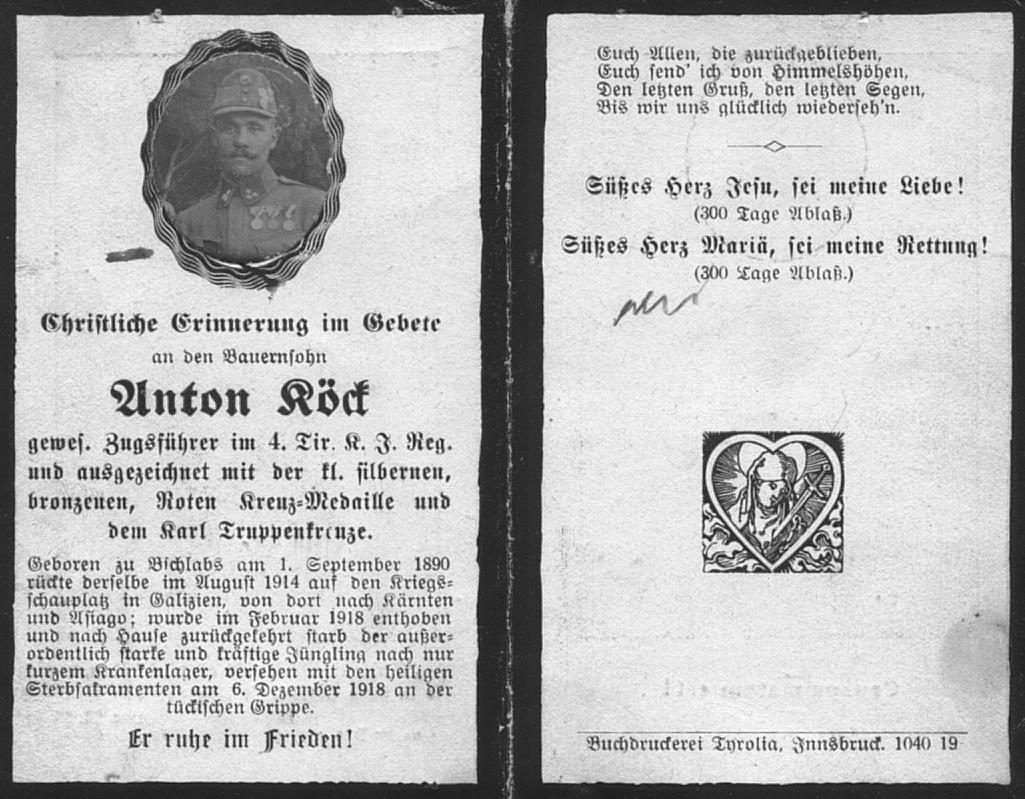 Christliche Erinnerung im Gebete
an den Bauernsohn
Anton Köck
gewes. Zugsführer im 4. Tir. K. J. Reg.
und ausgezeichnet mit der kl. silbernen,
bronzenen, Roten Kreuz-Medaille und
dem Karl Truppenkreuze.
Geboren zu Bichlabs am 1. September 1890
rückte derselbe im August 1914 auf den Kriegs-
schauplatz in Galizien, von dort nach Kärnten
und Asiago; wurde im Februar 1918 enthoben
und nach Hause zurückgekehrt starb der außer-
ordentlich starke und kräftige Jüngling nach nur
kurzem Krankenlager, versehen mit den heiligen
Sterbsakramenten am 6. Dezember 1918 an der
tückischen Grippe.
Er ruhe im Frieden!
Euch Allen, die zurückgeblieben,
Euch send' ich von Himmelshöhen,
Den letzten Gruß, den letzten Segen,
Bis wir uns glücklich wiederseh'n.
Süßes Herz Jesu, sei meine Liebe!
(300 Tage Ablaß.)
Süßes Herz Mariä, sei meine Rettung!
(300 Tage Ablaß.)
Buchdruckerei Tyrolia, Innsbruck. 1040 19